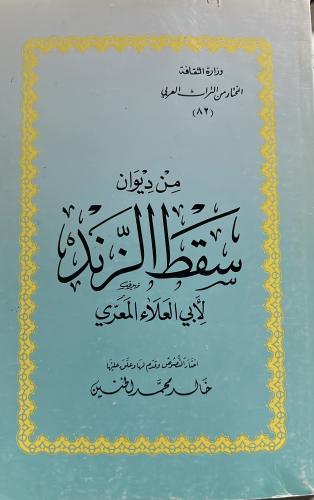 وزارة الثقافة
المختار من التراث العربي
(٨٢)
من ديوان
سقط الزند
لأبي العلاء المعري
اختار النصوص وقدم لها وعلق عليها
خالد محمد